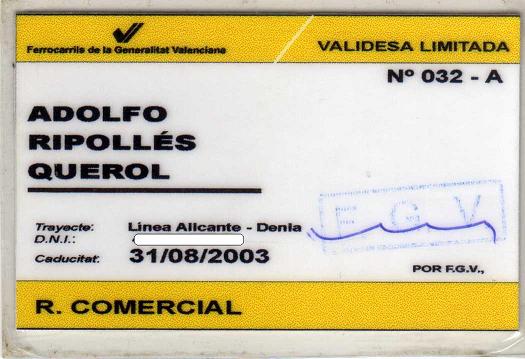 Ferrocarrils de la Generalitat Valenciana
VALIDESA LIMITADA
Nº 032 - A
ADOLFO
RIPOLLÉS
QUEROL
Trayecte: Linea Alicante - Denia
D.N.I.:
Caducitat: 31/08/2003
F G V
POR F.G.V.,
R. COMERCIAL